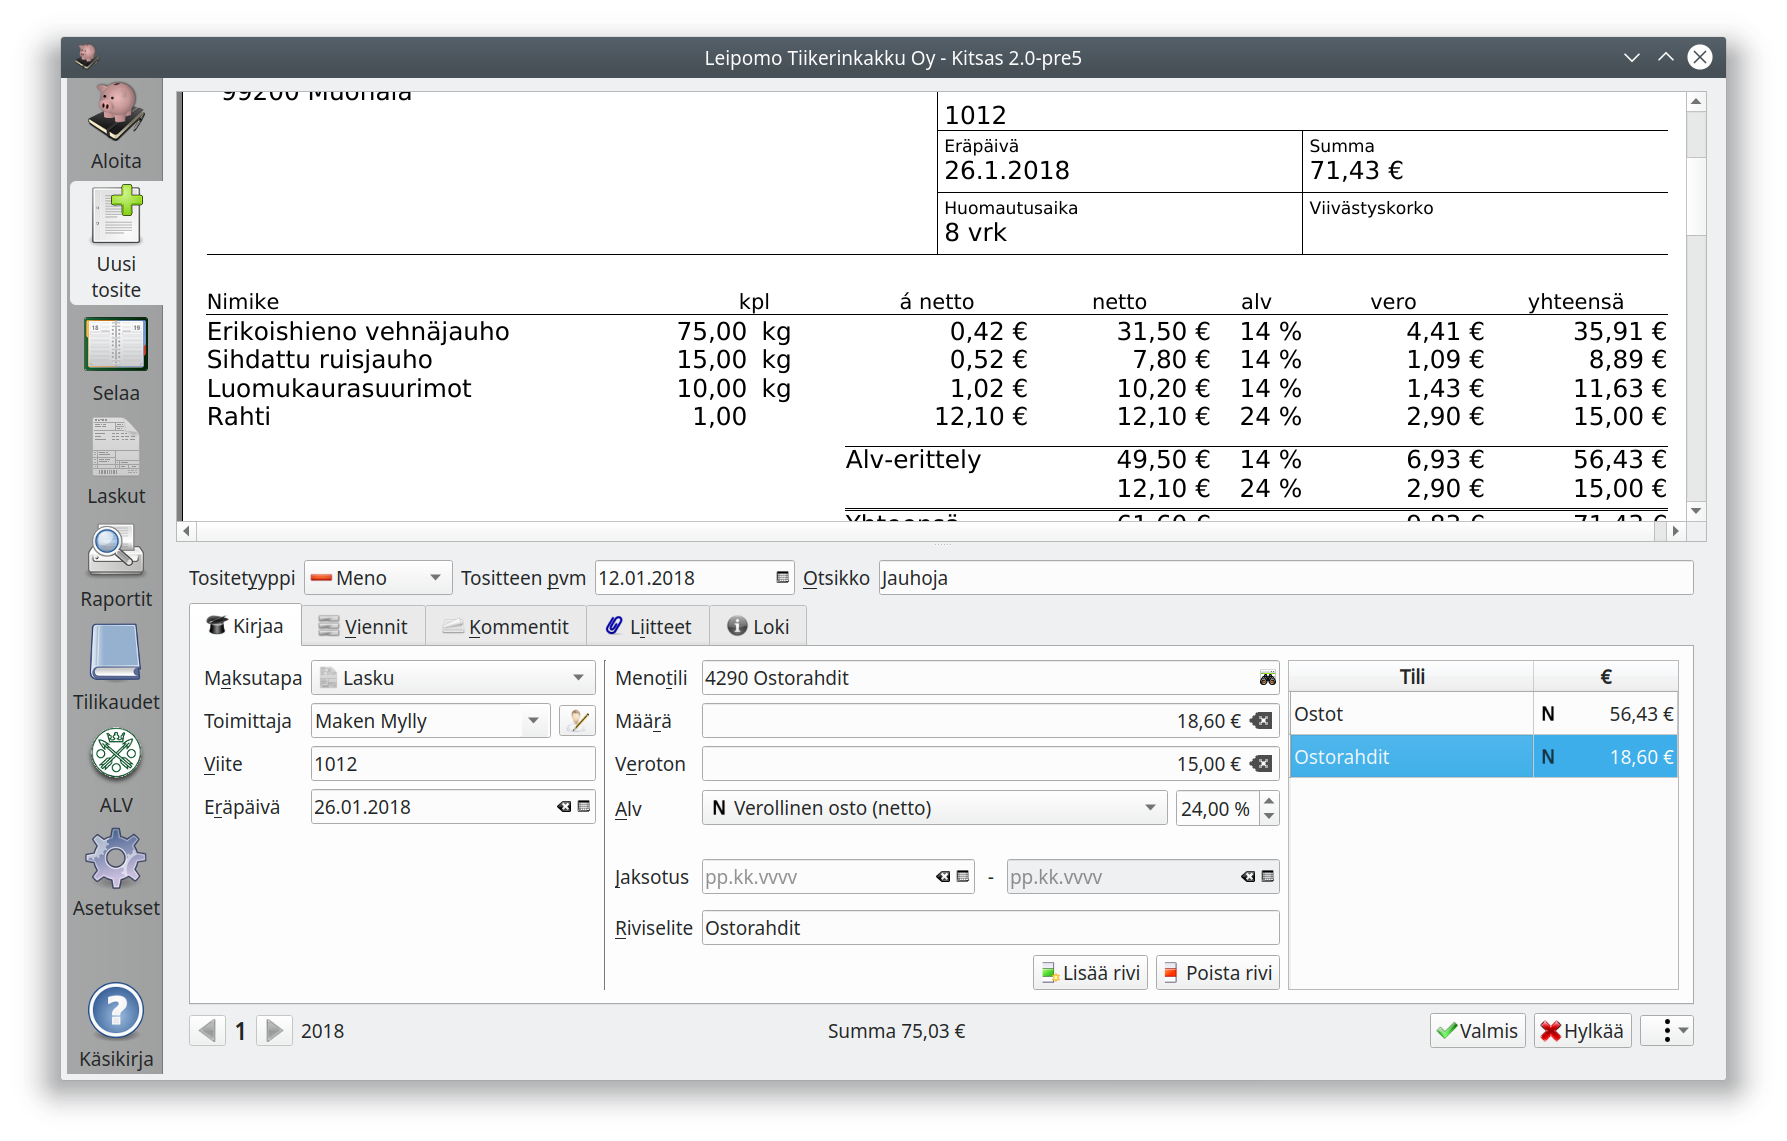 Leipomo Tiikerinkakku Oy - Kitsas 2.0-pre5
Aloita
Uusi
tosite
Selaa
Laskut
Raportit
Tilikaudet
ALV
Asetukset
Käsikirja
99200 Muonala
1012
Eräpäivä Summa
26.1.2018 71,43 €
Huomautusaika Viivästyskorko
8 vrk
Nimike kpl á netto netto alv vero yhteensä
Erikoishieno vehnäjauho 75,00 kg 0,42 € 31,50 € 14 % 4,41 € 35,91 €
Sihdattu ruisjauho 15,00 kg 0,52 € 7,80 € 14 % 1,09 € 8,89 €
Luomukaurasuurimot 10,00 kg 1,02 € 10,20 € 14 % 1,43 € 11,63 €
Rahti 1,00 12,10 € 12,10 € 24 % 2,90 € 15,00 €
Alv-erittely 49,50 € 14 % 6,93 € 56,43 €
12,10 € 24 % 2,90 € 15,00 €
Yhteensä 61,60 € 9,83 € 71,43 €
Tositetyyppi Meno Tositteen pvm 12.01.2018 Otsikko Jauhoja
Kirjaa Viennit Kommentit Liitteet Loki
Maksutapa Lasku
Toimittaja Maken Mylly
Viite 1012
Eräpäivä 26.01.2018
Menotili 4290 Ostorahdit
Määrä 18,60 €
Veroton 15,00 €
Alv N Verollinen osto (netto) 24,00 %
Jaksotus pp.kk.vvvv - pp.kk.vvvv
Riviselite Ostorahdit
Lisää rivi Poista rivi
Tili €
Ostot N 56,43 €
Ostorahdit N 18,60 €
1 2018 Summa 75,03 € Valmis Hylkää